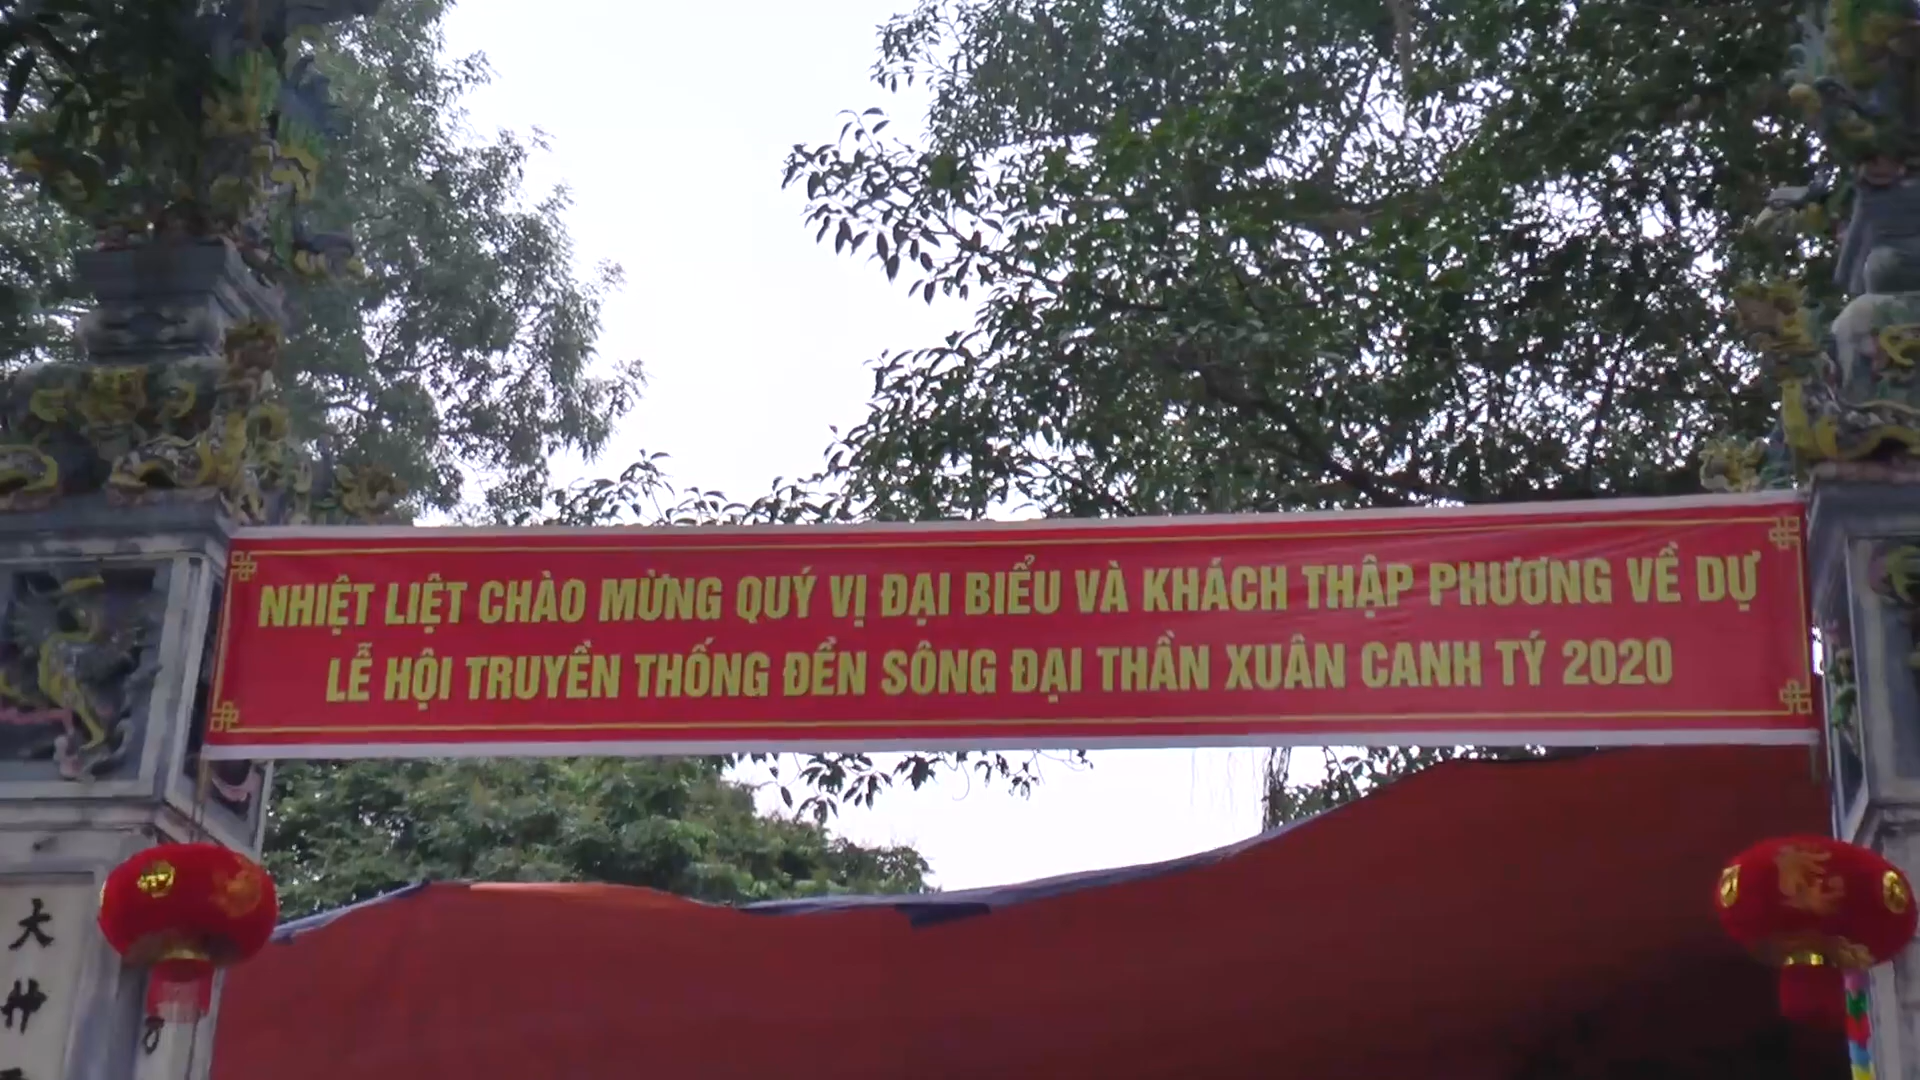 NHIỆT LIỆT CHÀO MỪNG QUÝ VỊ ĐẠI BIỂU VÀ KHÁCH THẬP PHƯƠNG VỀ DỰ
LỄ HỘI TRUYỀN THỐNG ĐỀN SÔNG ĐẠI THẦN XUÂN CANH TÝ 2020
大